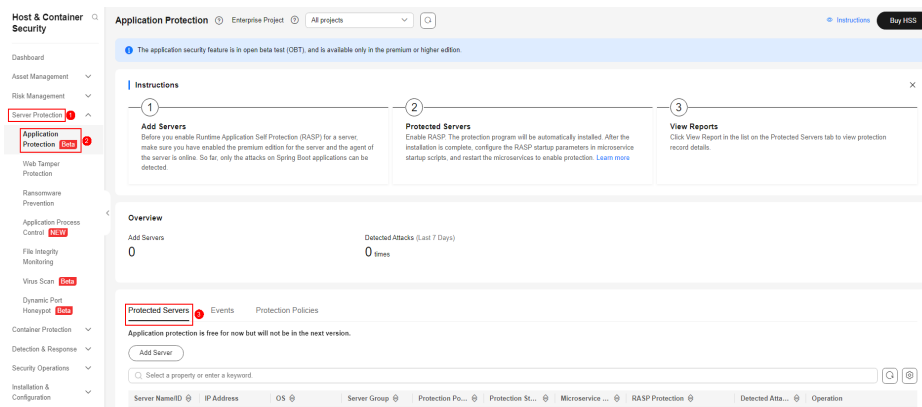 Host & Container
Security
Dashboard
Asset Management
Risk Management
Server Protection 1
Application
Protection Beta 2
Web Tamper
Protection
Ransomware
Prevention
Application Process
Control NEW
File Integrity
Monitoring
Virus Scan Beta
Dynamic Port
Honeypot Beta
Container Protection
Detection & Response
Security Operations
Installation &
Configuration
Application Protection ? Enterprise Project ? All projects
Instructions Buy HSS
The application security feature is in open beta test (OBT), and is available only in the premium or higher edition.
Instructions
1
Add Servers
Before you enable Runtime Application Self Protection (RASP) for a server,
make sure you have enabled the premium edition for the server and the agent of
the server is online. So far, only the attacks on Spring Boot applications can be
detected.
2
Protected Servers
Enable RASP. The protection program will be automatically installed. After the
installation is complete, configure the RASP startup parameters in microservice
startup scripts, and restart the microservices to enable protection. Learn more
3
View Reports
Click View Report in the list on the Protected Servers tab to view protection
record details.
Overview
Add Servers
0
Detected Attacks (Last 7 Days)
0 times
Protected Servers 3 Events Protection Policies
Application protection is free for now but will not be in the next version.
Add Server
Select a property or enter a keyword.
Server Name/ID IP Address OS Server Group Protection Po... Protection St... Microservice ... RASP Protection Detected Atta... Operation